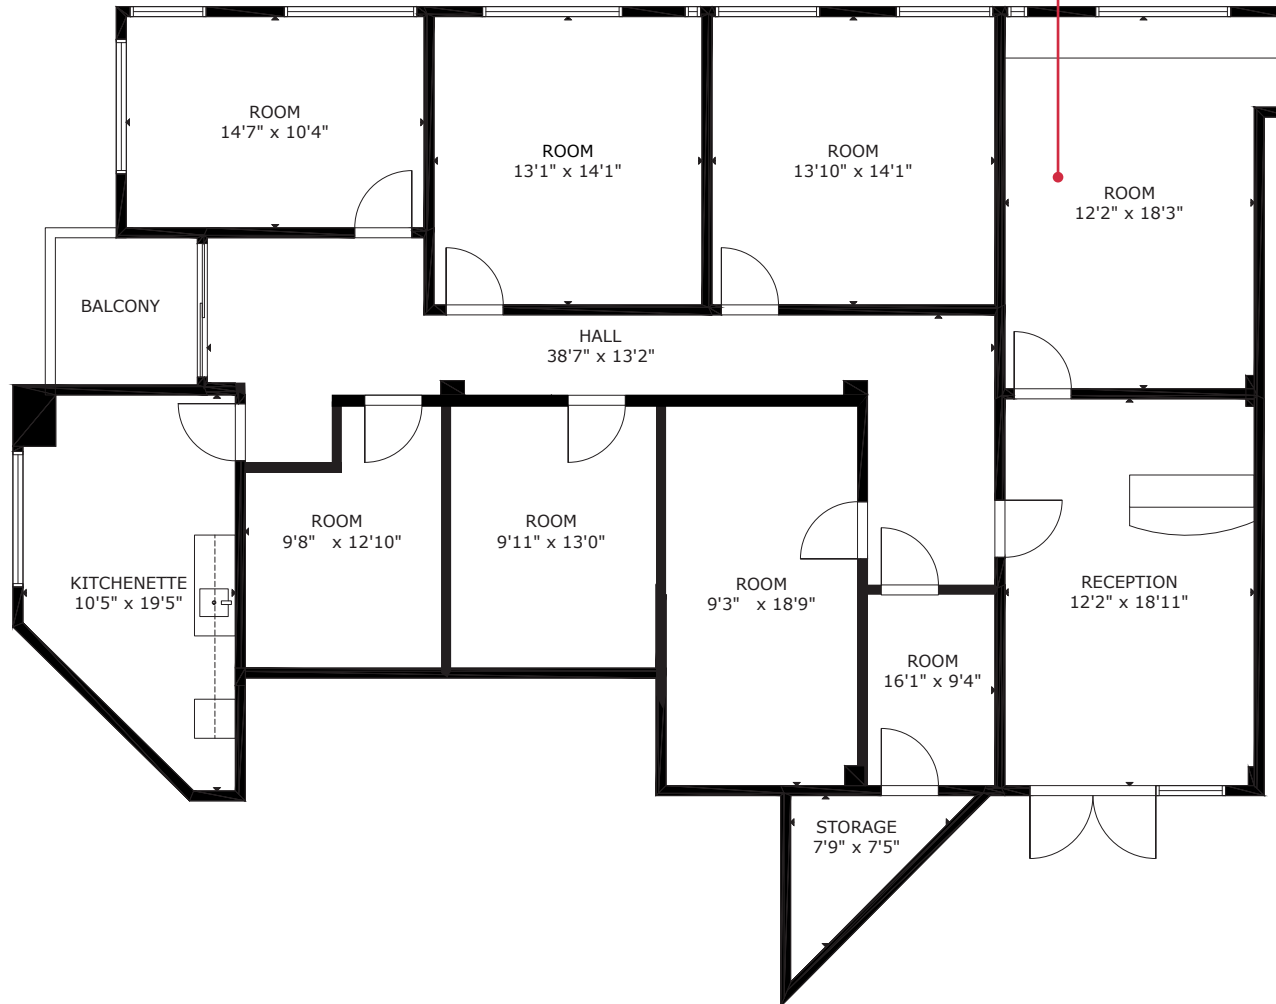 ROOM
14'7" x 10'4"
ROOM
13'1" x 14'1"
ROOM
13'10" x 14'1"
ROOM
12'2" x 18'3"
BALCONY
HALL
38'7" x 13'2"
ROOM
9'8" x 12'10"
ROOM
9'11" x 13'0"
KITCHENETTE
10'5" x 19'5"
ROOM
9'3" x 18'9"
RECEPTION
12'2" x 18'11"
ROOM
16'1" x 9'4"
STORAGE
7'9" x 7'5"